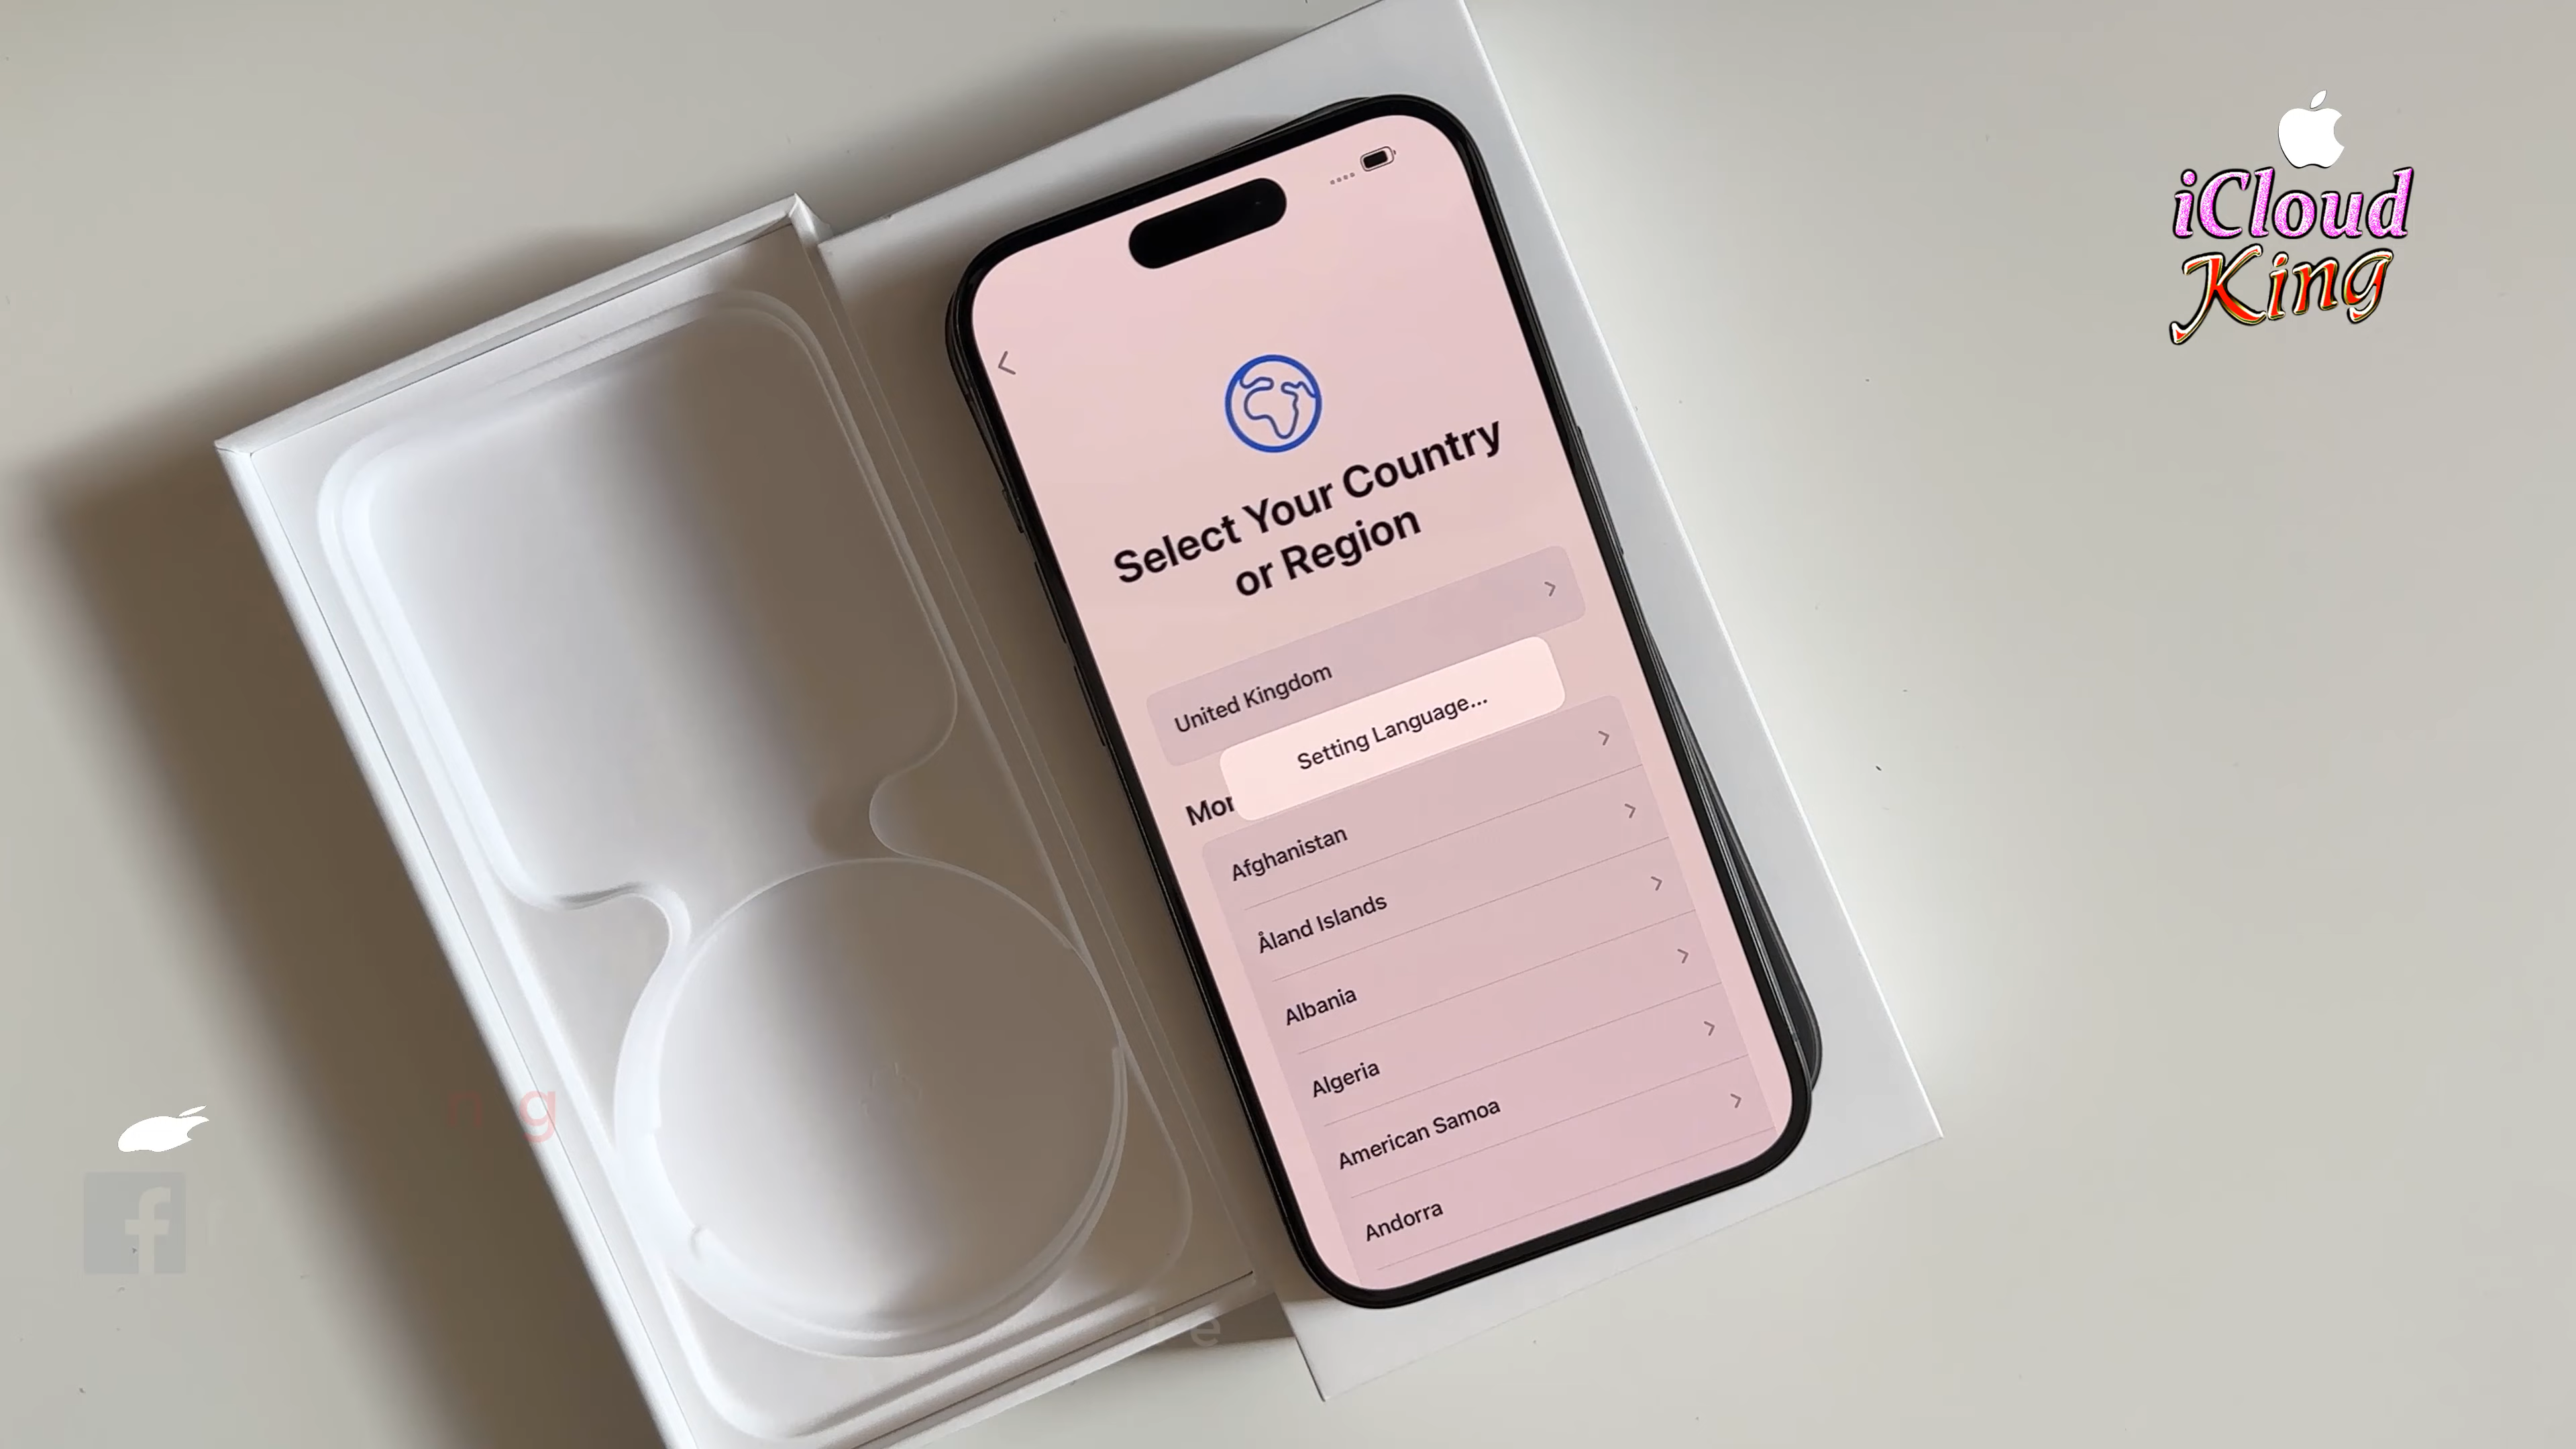 iCloud
King
Select Your Country
or Region
United Kingdom
Setting Language...
Afghanistan
Åland Islands
Albania
Algeria
American Samoa
Andorra